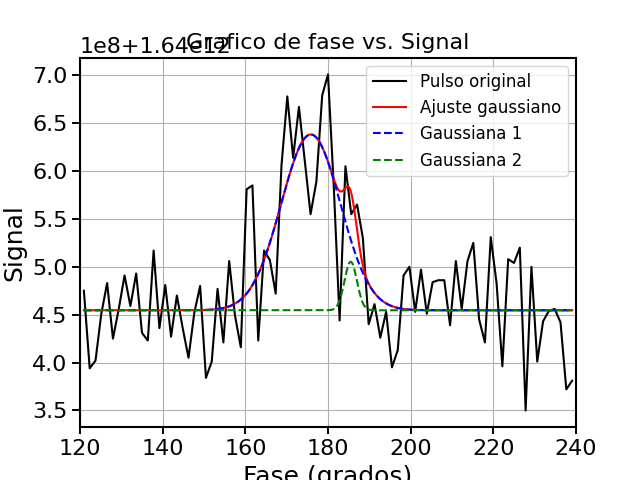 1e8+1.64e12
Grafico de fase vs. Signal
Pulso original
Ajuste gaussiano
Gaussiana 1
Gaussiana 2
Signal
7.0
6.5
6.0
5.5
5.0
4.5
4.0
3.5
120 140 160 180 200 220 240
Fase (grados)